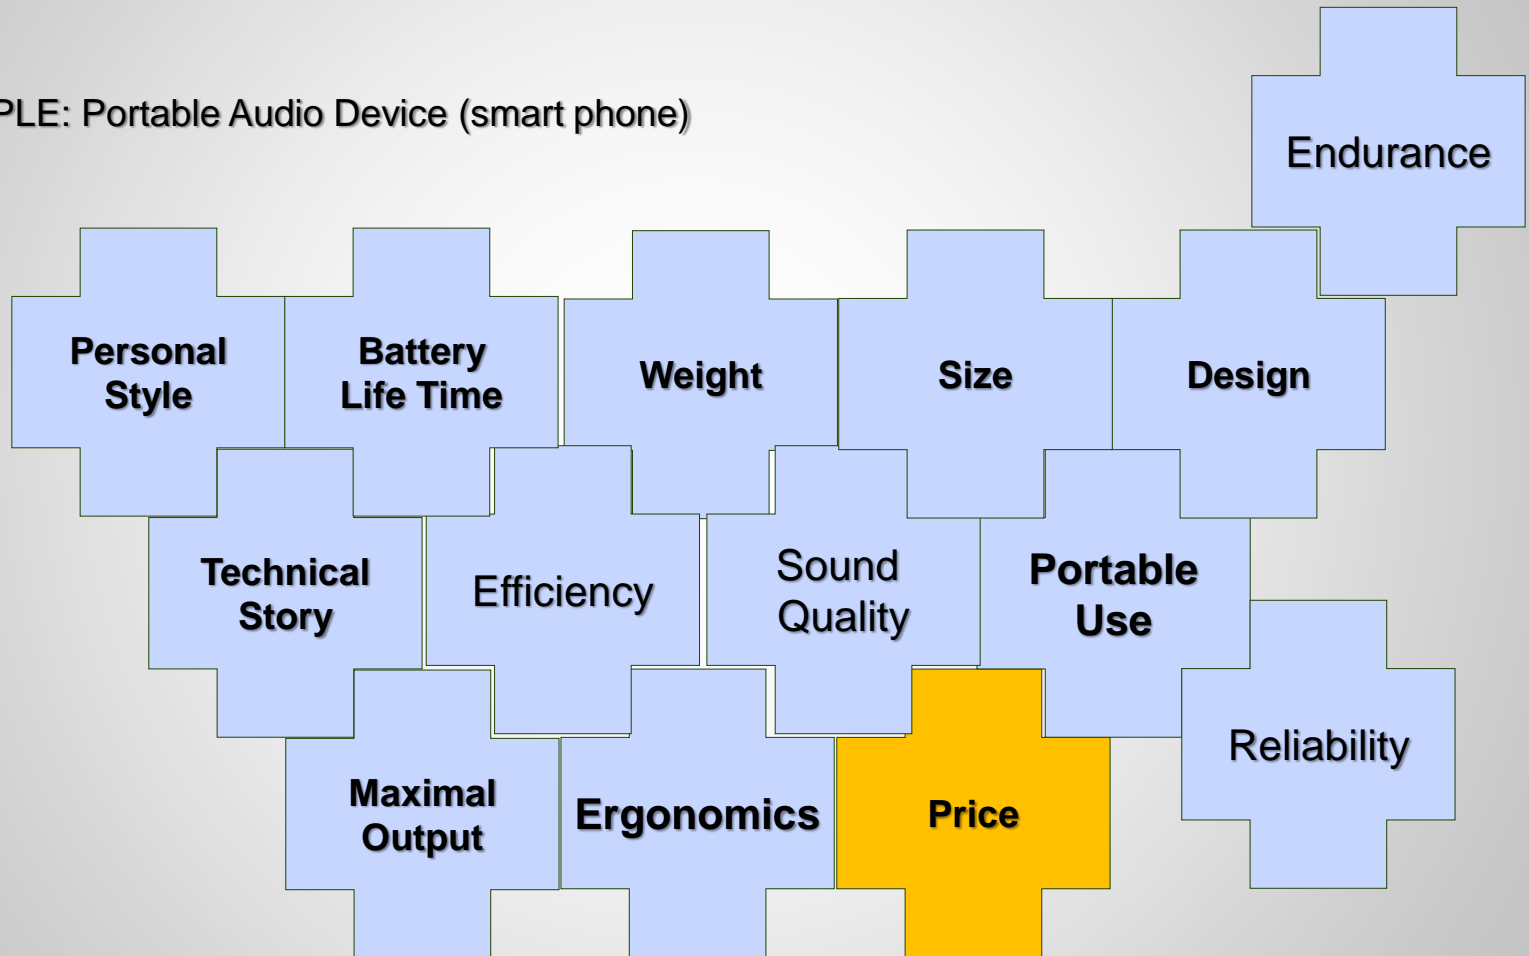 PLE: Portable Audio Device (smart phone)
Endurance
Personal
Style
Battery
Life Time
Weight
Size
Design
Technical
Story
Efficiency
Sound
Quality
Portable
Use
Reliability
Maximal
Output
Ergonomics
Price